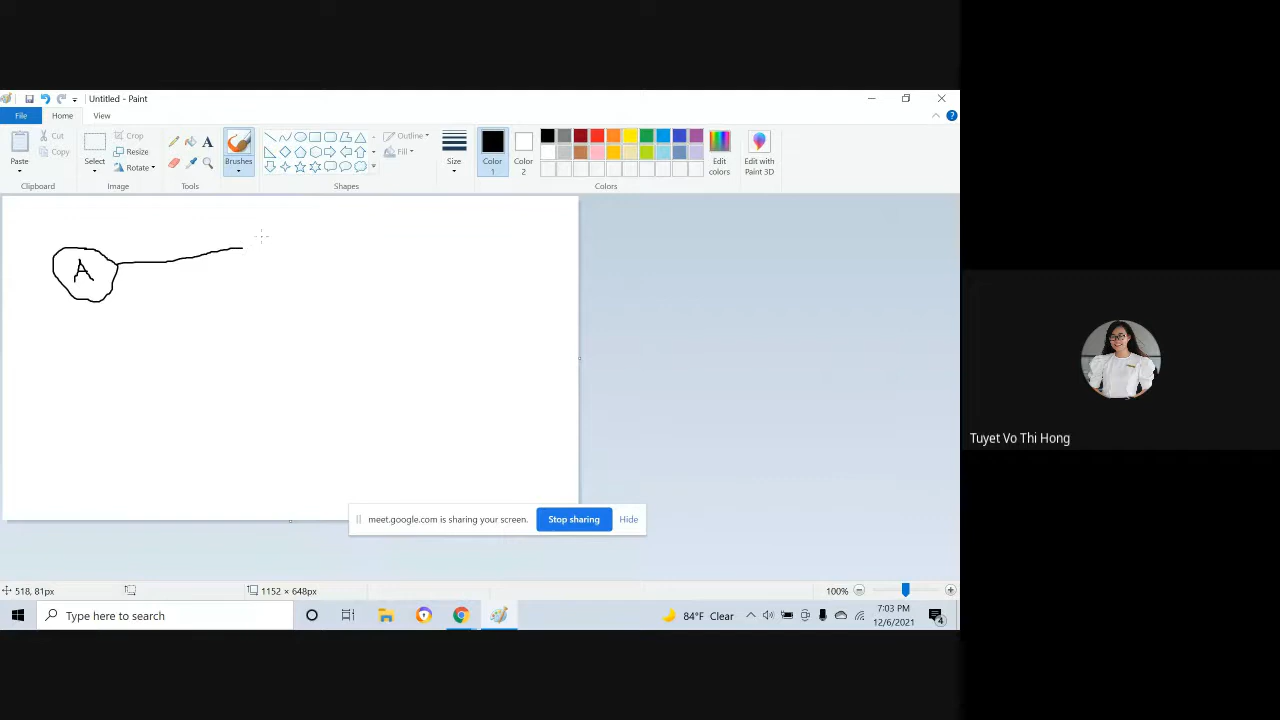 Untitled - Paint
File Home View
Cut
Copy
Paste
Clipboard
Crop
Resize
Rotate
Select
Image
Tools
A
Brushes
Outline
Fill
Shapes
Size
Color 1
Color 2
Edit colors
Edit with Paint 3D
Colors
A
meet.google.com is sharing your screen. Stop sharing Hide
Tuyet Vo Thi Hong
518, 81px
1152 × 648px
100%
Type here to search
84°F Clear
7:03 PM
12/6/2021
4